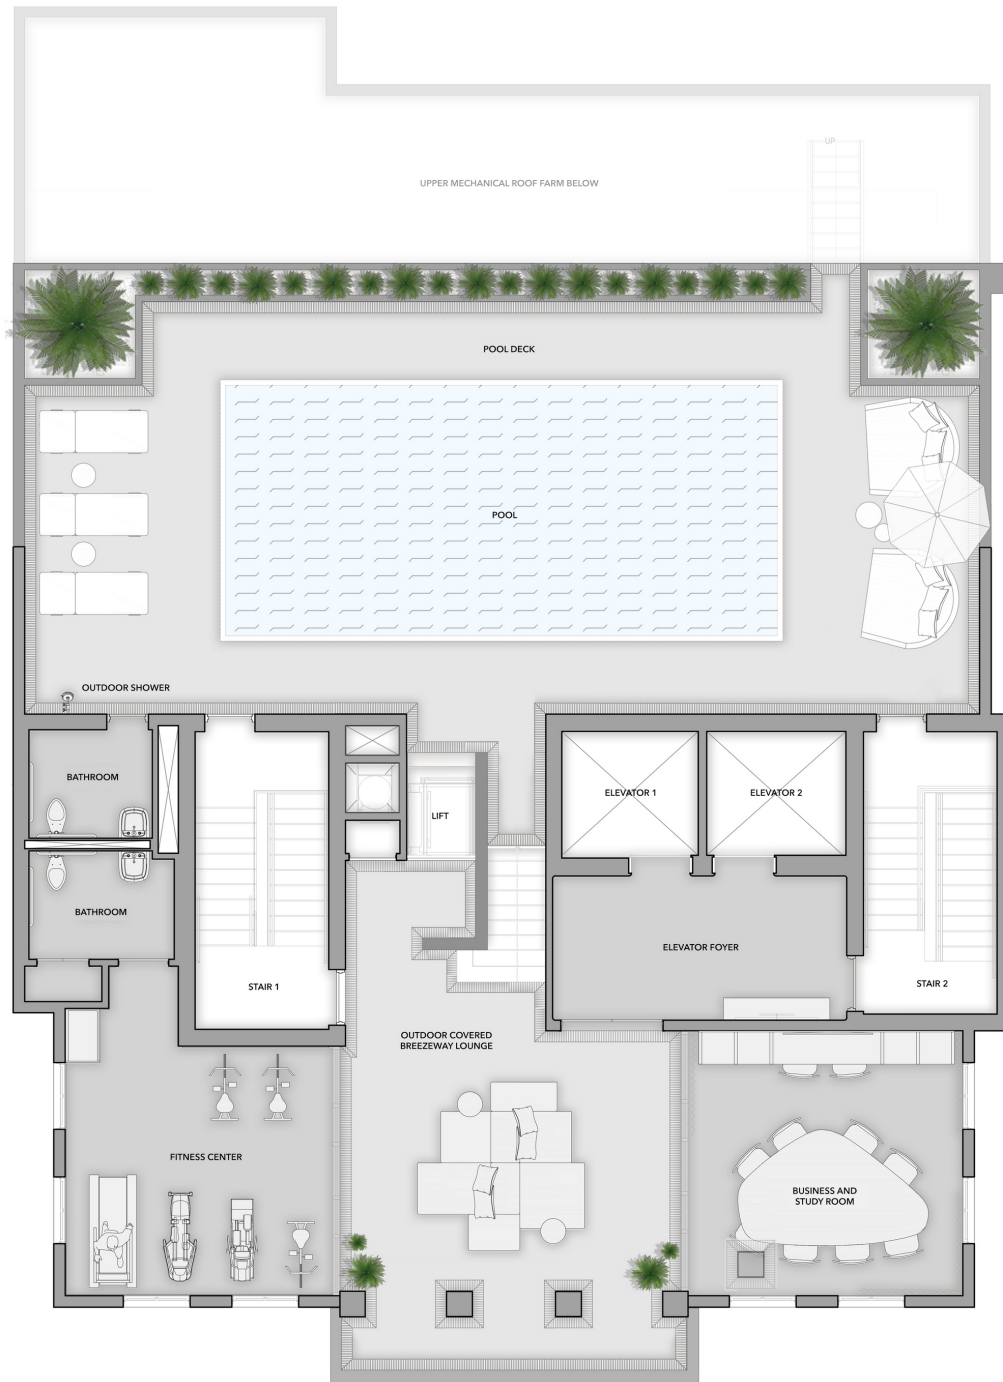 UP
UPPER MECHANICAL ROOF FARM BELOW
POOL DECK
POOL
OUTDOOR SHOWER
BATHROOM
ELEVATOR 1
ELEVATOR 2
LIFT
BATHROOM
ELEVATOR FOYER
STAIR 1
STAIR 2
OUTDOOR COVERED
BREEZEWAY LOUNGE
FITNESS CENTER
BUSINESS AND
STUDY ROOM